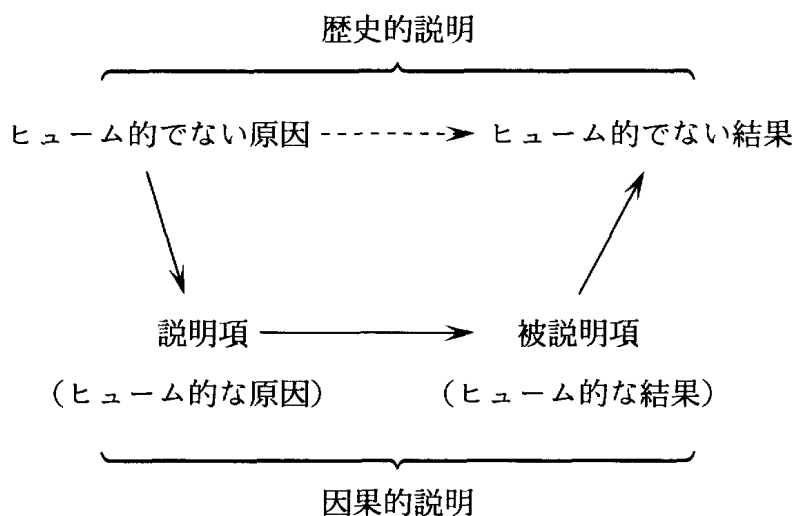 歴史的説明
ヒューム的でない原因 ヒューム的でない結果
説明項 被説明項
（ヒューム的な原因） （ヒューム的な結果）
因果的説明